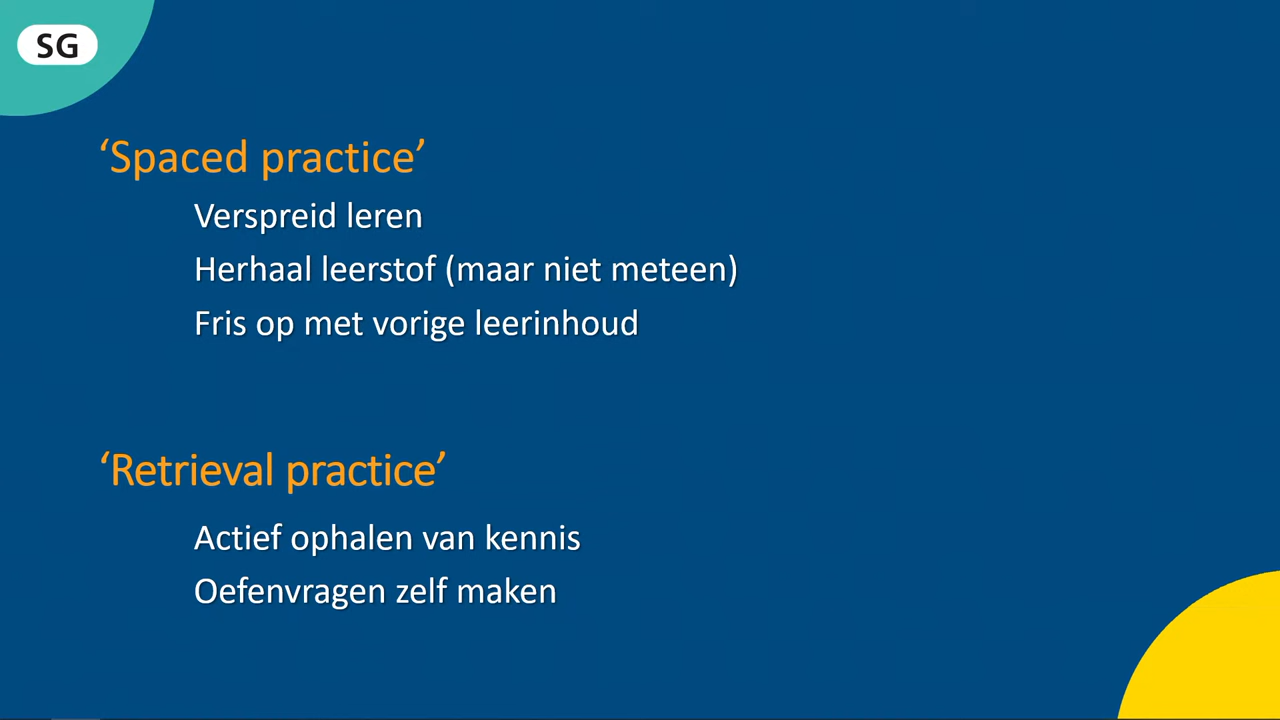 SG
‘Spaced practice’
Verspreid leren
Herhaal leerstof (maar niet meteen)
Fris op met vorige leerinhoud
‘Retrieval practice’
Actief ophalen van kennis
Oefenvragen zelf maken